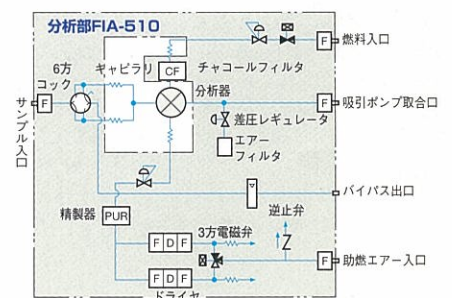 分析部FIA-510
F
燃料入口
6方
コック
キャピラリ
CF
チャコールフィルタ
分析器
サンプル入口
F
F
吸引ポンプ取合口
差圧レギュレータ
エアー
フィルタ
バイパス出口
精製器
PUR
逆止弁
3方電磁弁
F D F
F
助燃エアー入口
F D F
ドライヤ